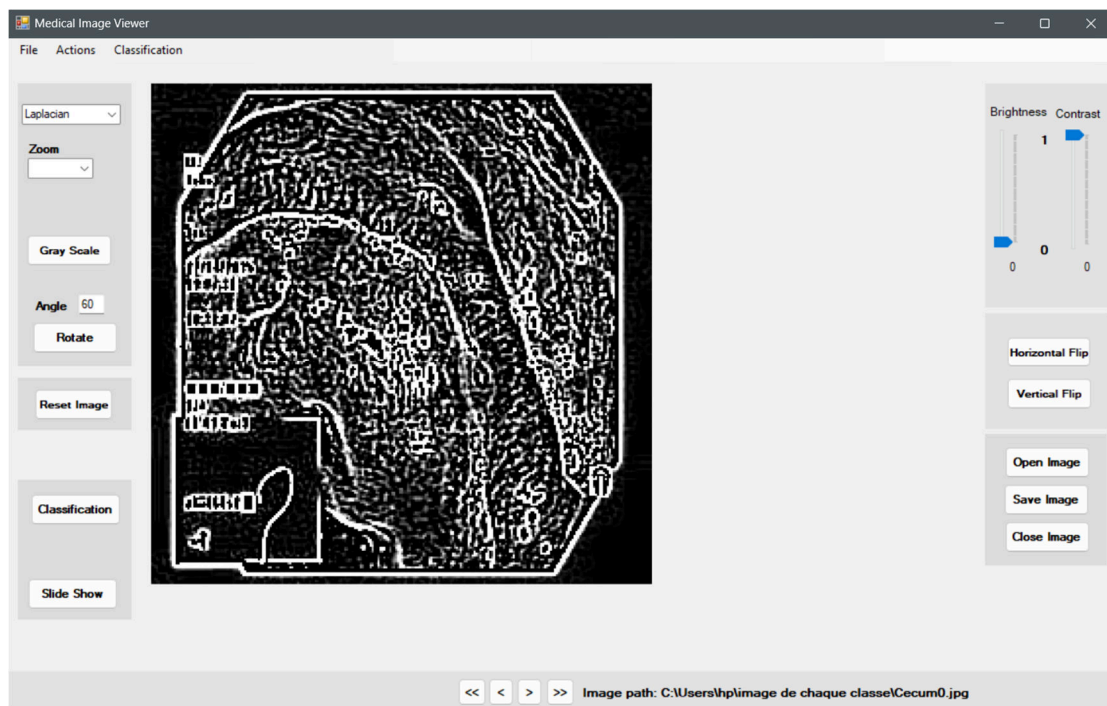 Medical Image Viewer
File Actions Classification
Laplacian
Zoom
Gray Scale
Angle 60
Rotate
Reset Image
Classification
Slide Show
Brightness Contrast
1
0
0 0
Horizontal Flip
Vertical Flip
Open Image
Save Image
Close Image
<< < > >> Image path: C:\Users\hp\image de chaque classe\Cecum0.jpg